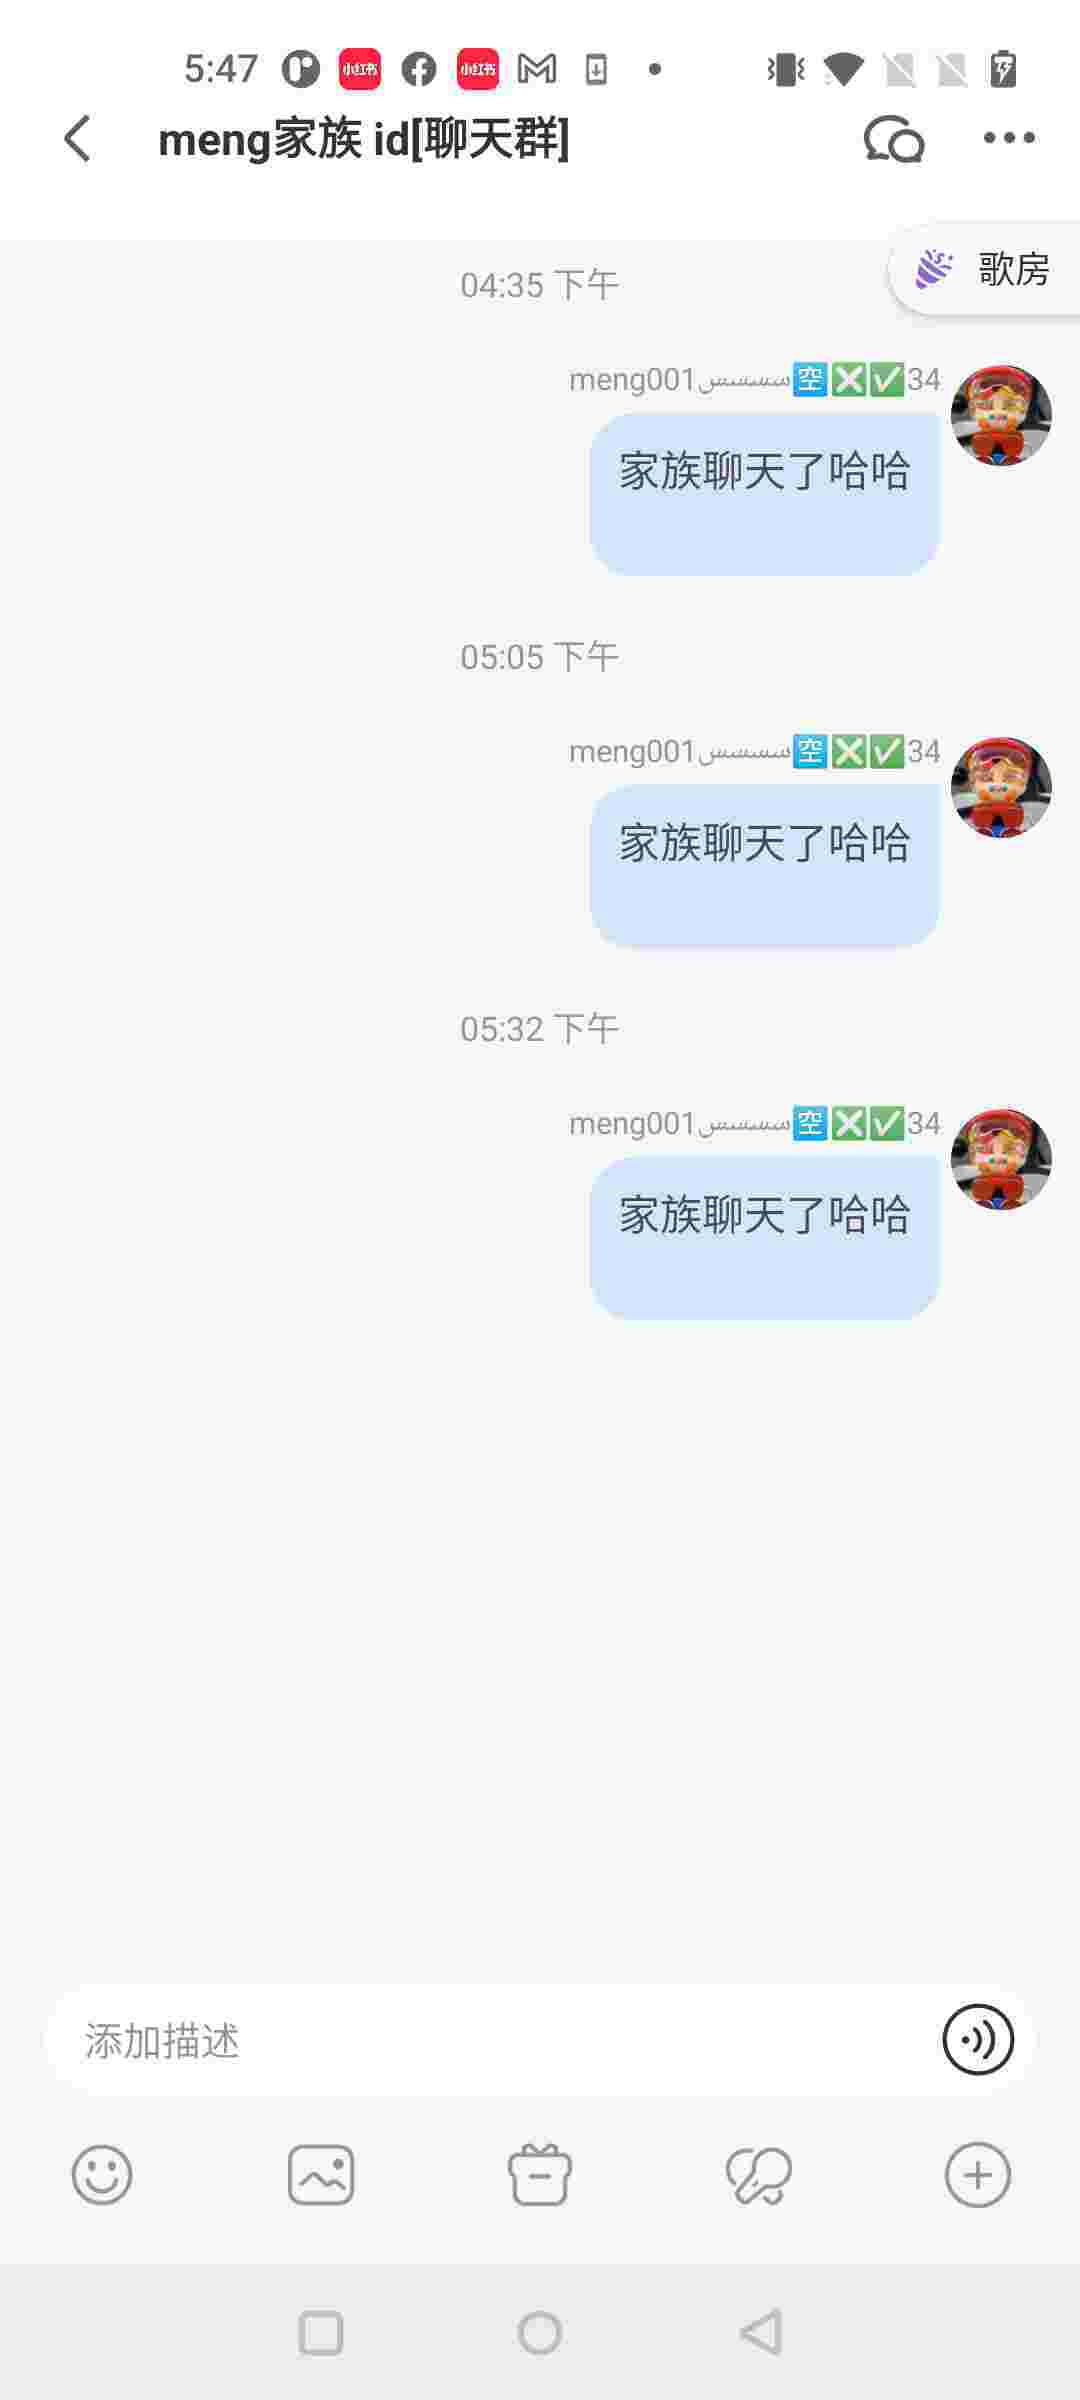 5:47 小红书 小红书
meng家族 id[聊天群]
歌房
04:35 下午
meng001سسسس🈳❎✅34
家族聊天了哈哈
05:05 下午
meng001سسسس🈳❎✅34
家族聊天了哈哈
05:32 下午
meng001سسسس🈳❎✅34
家族聊天了哈哈
添加描述